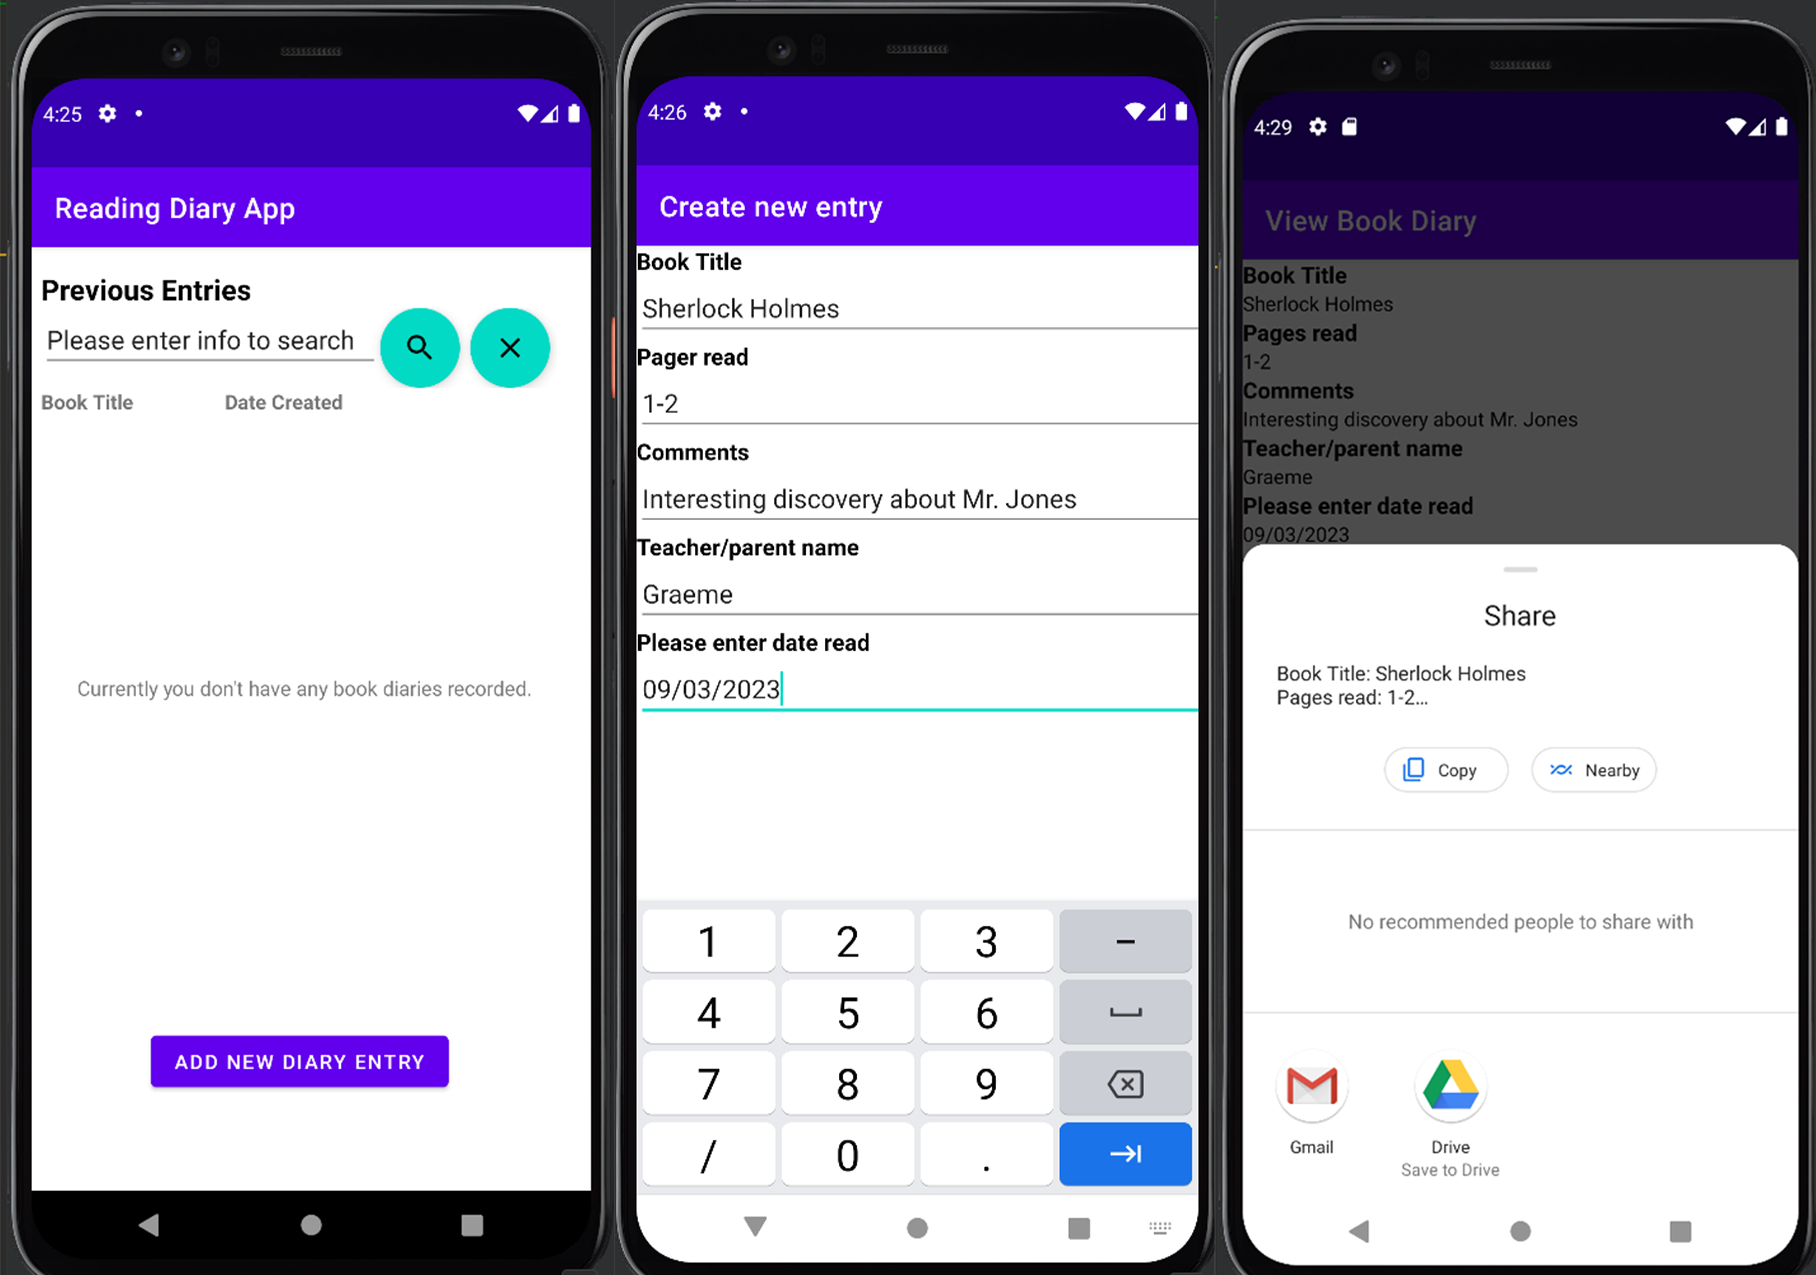 4:25
Reading Diary App
Previous Entries
Please enter info to search
Book Title Date Created
Currently you don't have any book diaries recorded.
ADD NEW DIARY ENTRY
4:26
Create new entry
Book Title
Sherlock Holmes
Pager read
1-2
Comments
Interesting discovery about Mr. Jones
Teacher/parent name
Graeme
Please enter date read
09/03/2023
1 2 3 –
4 5 6
7 8 9
/ 0 .
4:29
View Book Diary
Book Title
Sherlock Holmes
Pages read
1-2
Comments
Interesting discovery about Mr. Jones
Teacher/parent name
Graeme
Please enter date read
09/03/2023
Share
Book Title: Sherlock Holmes
Pages read: 1-2...
Copy Nearby
No recommended people to share with
Gmail Drive
Save to Drive